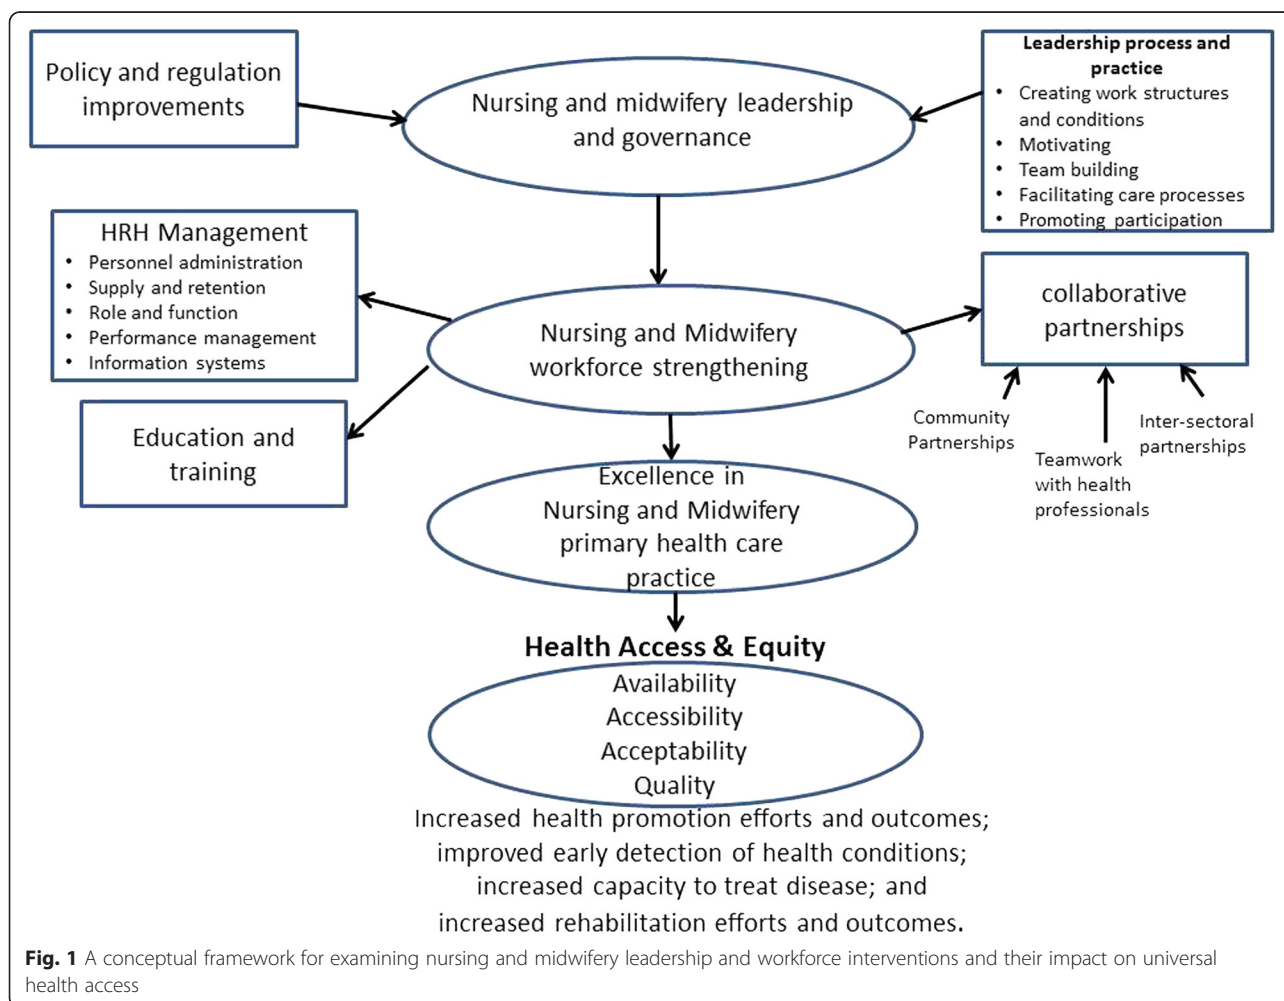 Policy and regulation
improvements
Nursing and midwifery leadership
and governance
Leadership process and
practice
• Creating work structures
and conditions
• Motivating
• Team building
• Facilitating care processes
• Promoting participation
HRH Management
• Personnel administration
• Supply and retention
• Role and function
• Performance management
• Information systems
Nursing and Midwifery
workforce strengthening
collaborative
partnerships
Community
Partnerships
Teamwork
with health
professionals
Inter-sectoral
partnerships
Education and
training
Excellence in
Nursing and Midwifery
primary health care
practice
Health Access & Equity
Availability
Accessibility
Acceptability
Quality
Increased health promotion efforts and outcomes;
improved early detection of health conditions;
increased capacity to treat disease; and
increased rehabilitation efforts and outcomes.
Fig. 1 A conceptual framework for examining nursing and midwifery leadership and workforce interventions and their impact on universal
health access